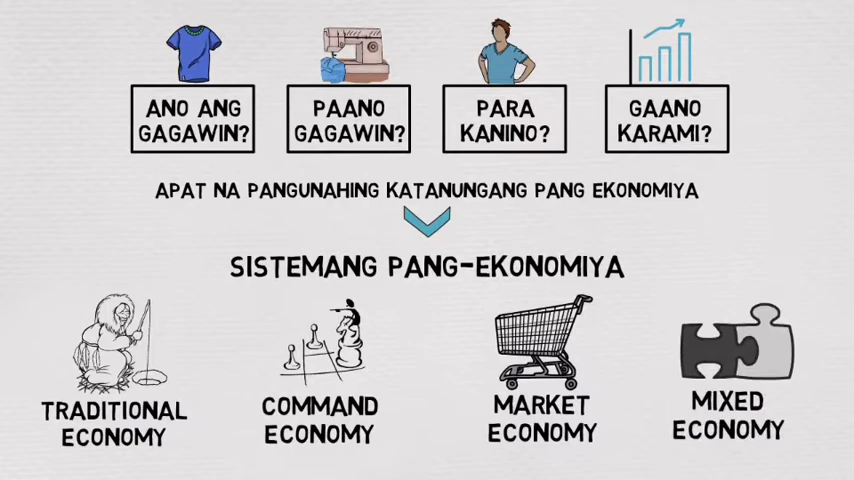 ANO ANG
GAGAWIN?
PAANO
GAGAWIN?
PARA
KANINO?
GAANO
KARAMI?
APAT NA PANGUNAHING KATANUNGANG PANG EKONOMIYA
SISTEMANG PANG-EKONOMIYA
TRADITIONAL
ECONOMY
COMMAND
ECONOMY
MARKET
ECONOMY
MIXED
ECONOMY